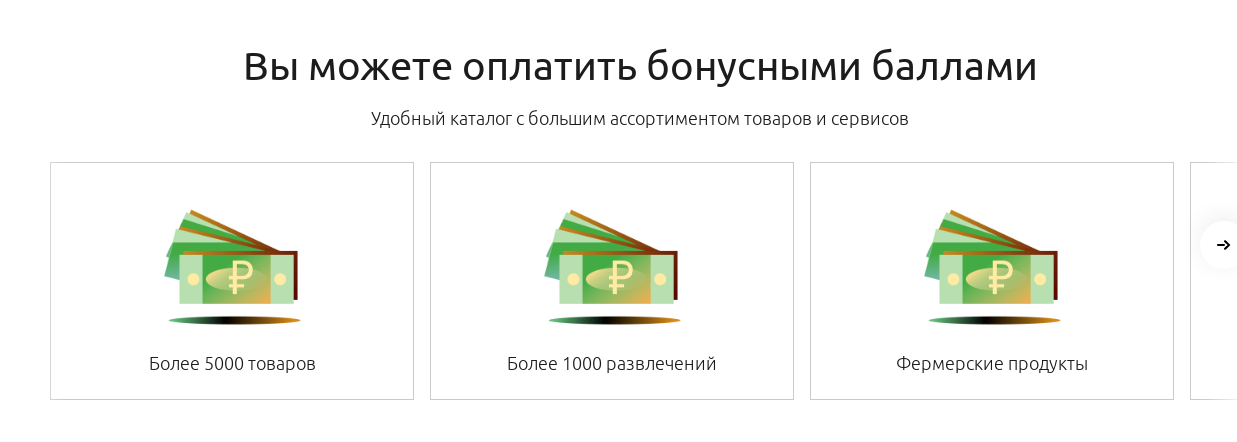 Вы можете оплатить бонусными баллами
Удобный каталог с большим ассортиментом товаров и сервисов
₽ ₽ ₽
Более 5000 товаров
Более 1000 развлечений
Фермерские продукты